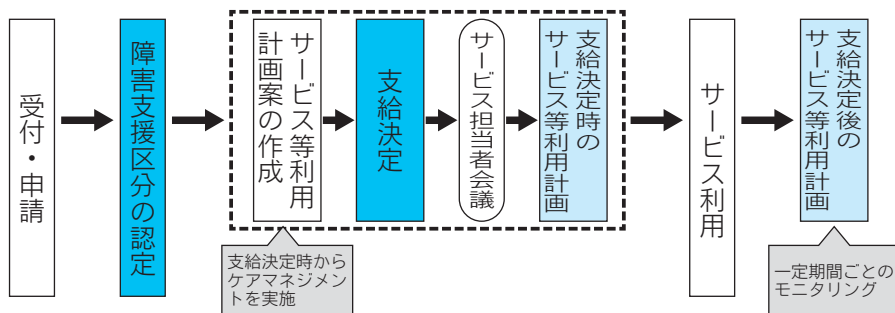 受付・申請
障害支援区分の認定
サービス等利用
計画案の作成
支給決定
サービス担当者会議
支給決定時の
サービス等利用計画
サービス利用
支給決定後の
サービス等利用計画
支給決定時から
ケアマネジメン
トを実施
一定期間ごとの
モニタリング